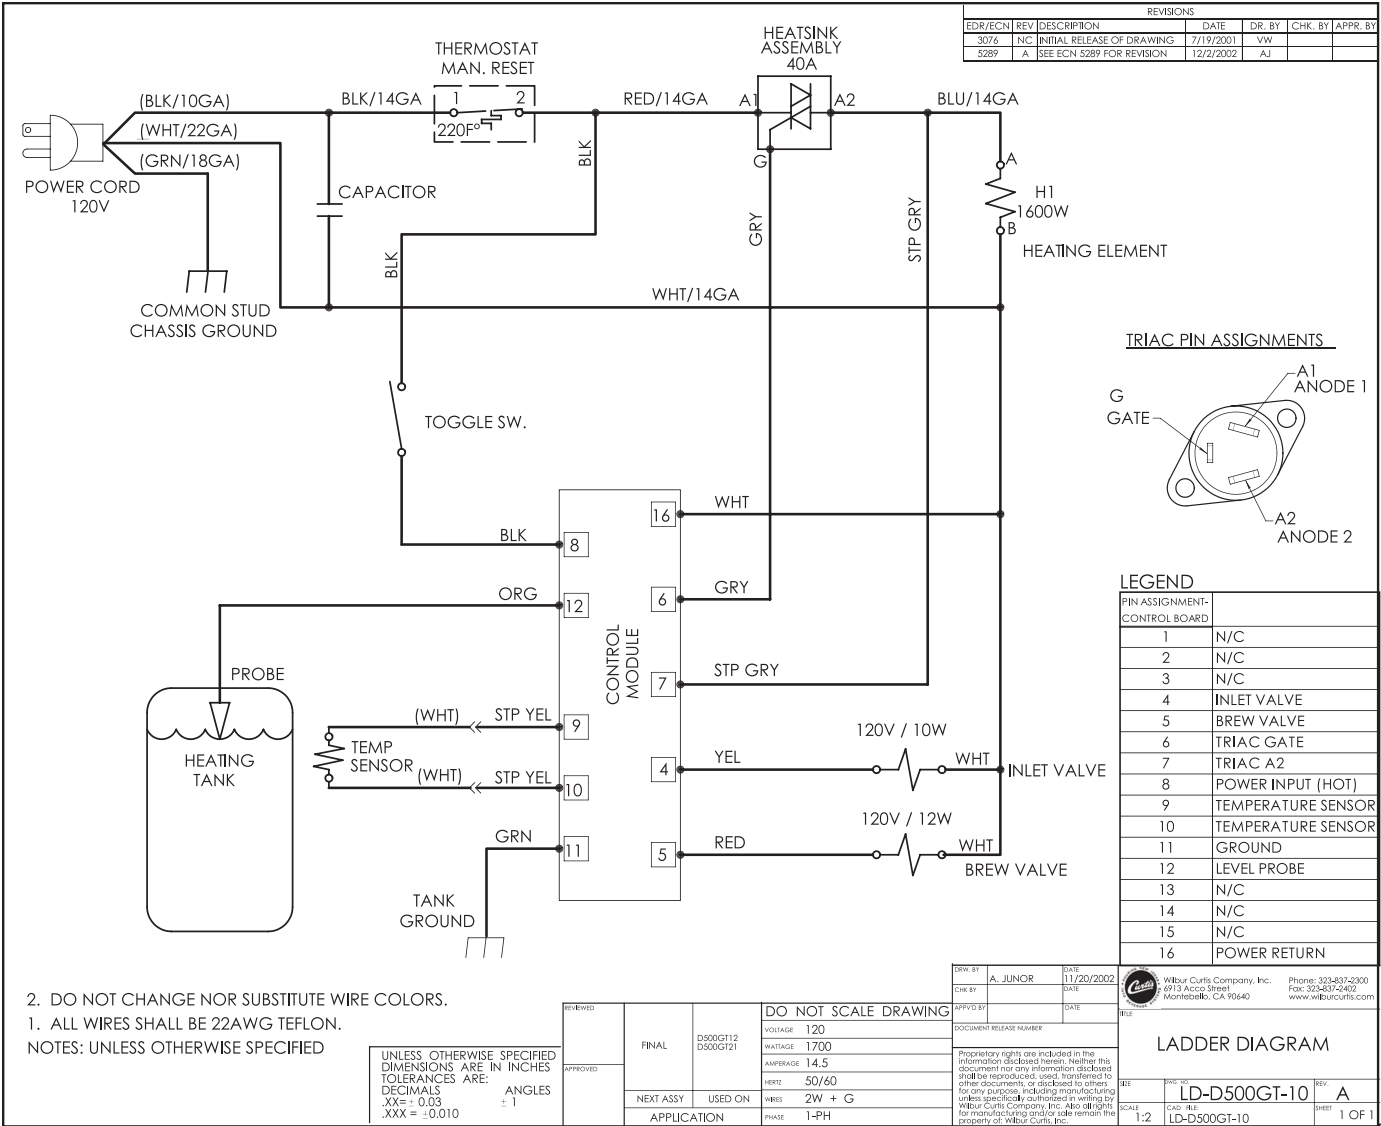 REVISIONS
EDR/ECN REV DESCRIPTION DATE DR. BY CHK. BY APPR. BY
3076 NC INITIAL RELEASE OF DRAWING 7/19/2001 VW
5289 A SEE ECN 5289 FOR REVISION 12/2/2002 AJ
HEATSINK
ASSEMBLY
40A
THERMOSTAT
MAN. RESET
(BLK/10GA)
BLK/14GA
1 2
220F°
RED/14GA
A1
A2
G
BLU/14GA
(WHT/22GA)
(GRN/18GA)
POWER CORD
120V
BLK
A
CAPACITOR
H1
1600W
B
GRY
STP GRY
BLK
HEATING ELEMENT
WHT/14GA
COMMON STUD
CHASSIS GROUND
TRIAC PIN ASSIGNMENTS
A1
ANODE 1
G
GATE
A2
ANODE 2
TOGGLE SW.
WHT
16
BLK
8
ORG
12
GRY
6
CONTROL
MODULE
STP GRY
7
PROBE
(WHT)
STP YEL
9
TEMP
SENSOR
(WHT)
STP YEL
10
HEATING
TANK
120V / 10W
YEL
4
WHT
INLET VALVE
GRN
11
120V / 12W
RED
5
WHT
BREW VALVE
TANK
GROUND
LEGEND
PIN ASSIGNMENT-
CONTROL BOARD
1 N/C
2 N/C
3 N/C
4 INLET VALVE
5 BREW VALVE
6 TRIAC GATE
7 TRIAC A2
8 POWER INPUT (HOT)
9 TEMPERATURE SENSOR
10 TEMPERATURE SENSOR
11 GROUND
12 LEVEL PROBE
13 N/C
14 N/C
15 N/C
16 POWER RETURN
2. DO NOT CHANGE NOR SUBSTITUTE WIRE COLORS.
1. ALL WIRES SHALL BE 22AWG TEFLON.
NOTES: UNLESS OTHERWISE SPECIFIED
UNLESS OTHERWISE SPECIFIED
DIMENSIONS ARE IN INCHES
TOLERANCES ARE:
DECIMALS ANGLES
.XX=± 0.03 ± 1
.XXX = ±0.010
REVIEWED
APPROVED
FINAL
D500GT12
D500GT21
NEXT ASSY USED ON
APPLICATION
DO NOT SCALE DRAWING
VOLTAGE 120
WATTAGE 1700
AMPERAGE 14.5
HERTZ 50/60
WIRES 2W + G
PHASE 1-PH
DRW. BY A. JUNOR DATE 11/20/2002
CHK BY DATE
APPV'D BY DATE
DOCUMENT RELEASE NUMBER
Proprietary rights are included in the
information disclosed herein. Neither this
document nor any information disclosed
shall be reproduced, used, transferred to
other documents, or disclosed to others
for any purpose, including manufacturing
unless specifically authorized in writing by
Wilbur Curtis Company, Inc. Also all rights
for manufacturing and/or sale remain the
property of: Wilbur Curtis, Inc.
Curtis
Wilbur Curtis Company, Inc.
6913 Acco Street
Montebello, CA 90640
Phone: 323-837-2300
Fax: 323-837-2402
www.wilburcurtis.com
TITLE
LADDER DIAGRAM
SIZE
DWG. NO.
LD-D500GT-10
REV.
A
SCALE
1:2
CAD FILE:
LD-D500GT-10
SHEET
1 OF 1